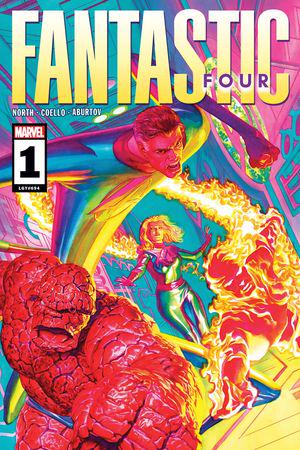 FANTASTIC
FOUR
NORTH · COELLO · ABURTOV
MARVEL
1
LGY#694